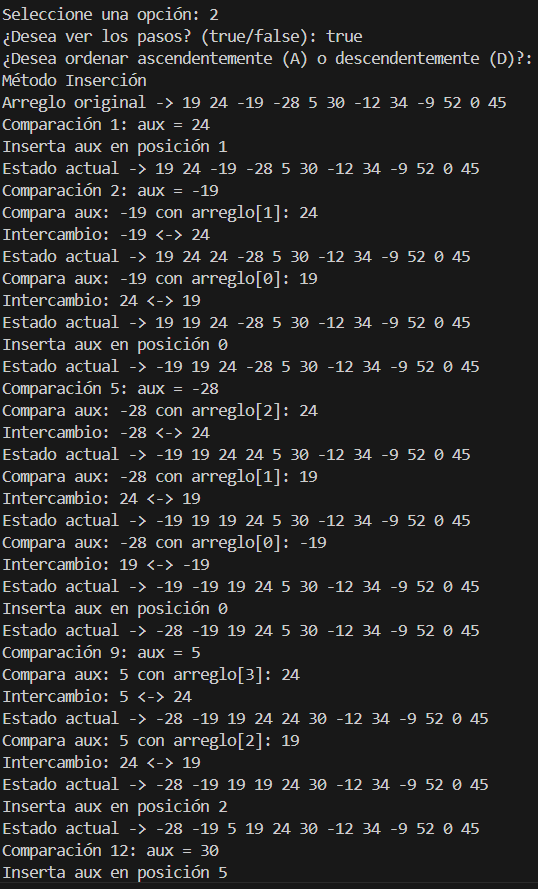 Seleccione una opción: 2
¿Desea ver los pasos? (true/false): true
¿Desea ordenar ascendentemente (A) o descendentemente (D)?:
Método Inserción
Arreglo original -> 19 24 -19 -28 5 30 -12 34 -9 52 0 45
Comparación 1: aux = 24
Inserta aux en posición 1
Estado actual -> 19 24 -19 -28 5 30 -12 34 -9 52 0 45
Comparación 2: aux = -19
Compara aux: -19 con arreglo[1]: 24
Intercambio: -19 <-> 24
Estado actual -> 19 24 24 -28 5 30 -12 34 -9 52 0 45
Compara aux: -19 con arreglo[0]: 19
Intercambio: 24 <-> 19
Estado actual -> 19 19 24 -28 5 30 -12 34 -9 52 0 45
Inserta aux en posición 0
Estado actual -> -19 19 24 -28 5 30 -12 34 -9 52 0 45
Comparación 5: aux = -28
Compara aux: -28 con arreglo[2]: 24
Intercambio: -28 <-> 24
Estado actual -> -19 19 24 24 5 30 -12 34 -9 52 0 45
Compara aux: -28 con arreglo[1]: 19
Intercambio: 24 <-> 19
Estado actual -> -19 19 19 24 5 30 -12 34 -9 52 0 45
Compara aux: -28 con arreglo[0]: -19
Intercambio: 19 <-> -19
Estado actual -> -19 -19 19 24 5 30 -12 34 -9 52 0 45
Inserta aux en posición 0
Estado actual -> -28 -19 19 24 5 30 -12 34 -9 52 0 45
Comparación 9: aux = 5
Compara aux: 5 con arreglo[3]: 24
Intercambio: 5 <-> 24
Estado actual -> -28 -19 19 24 24 30 -12 34 -9 52 0 45
Compara aux: 5 con arreglo[2]: 19
Intercambio: 24 <-> 19
Estado actual -> -28 -19 19 19 24 30 -12 34 -9 52 0 45
Inserta aux en posición 2
Estado actual -> -28 -19 5 19 24 30 -12 34 -9 52 0 45
Comparación 12: aux = 30
Inserta aux en posición 5